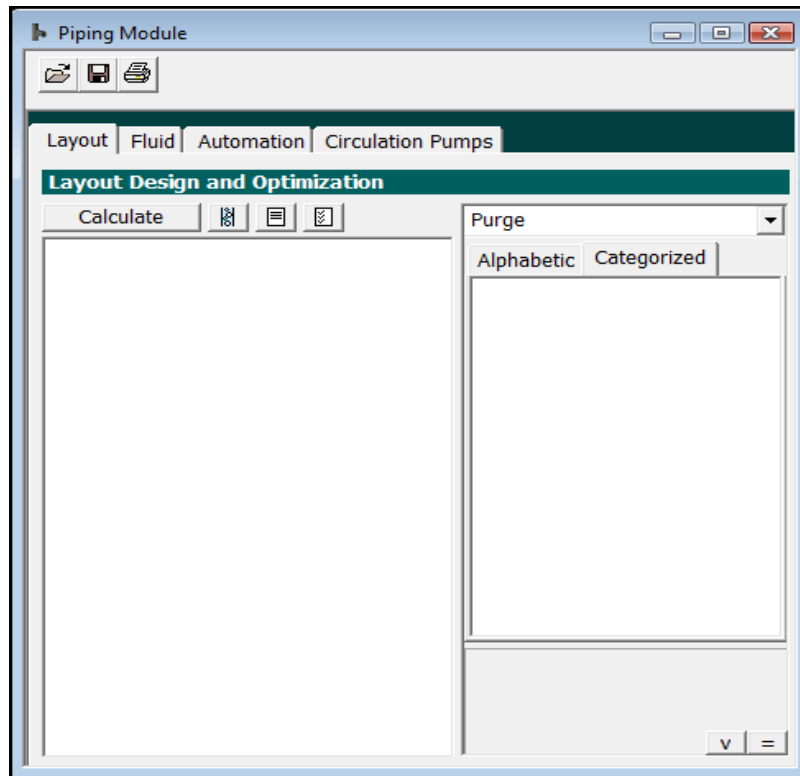 Piping Module
Layout Fluid Automation Circulation Pumps
Layout Design and Optimization
Calculate
Purge
Alphabetic Categorized
v =